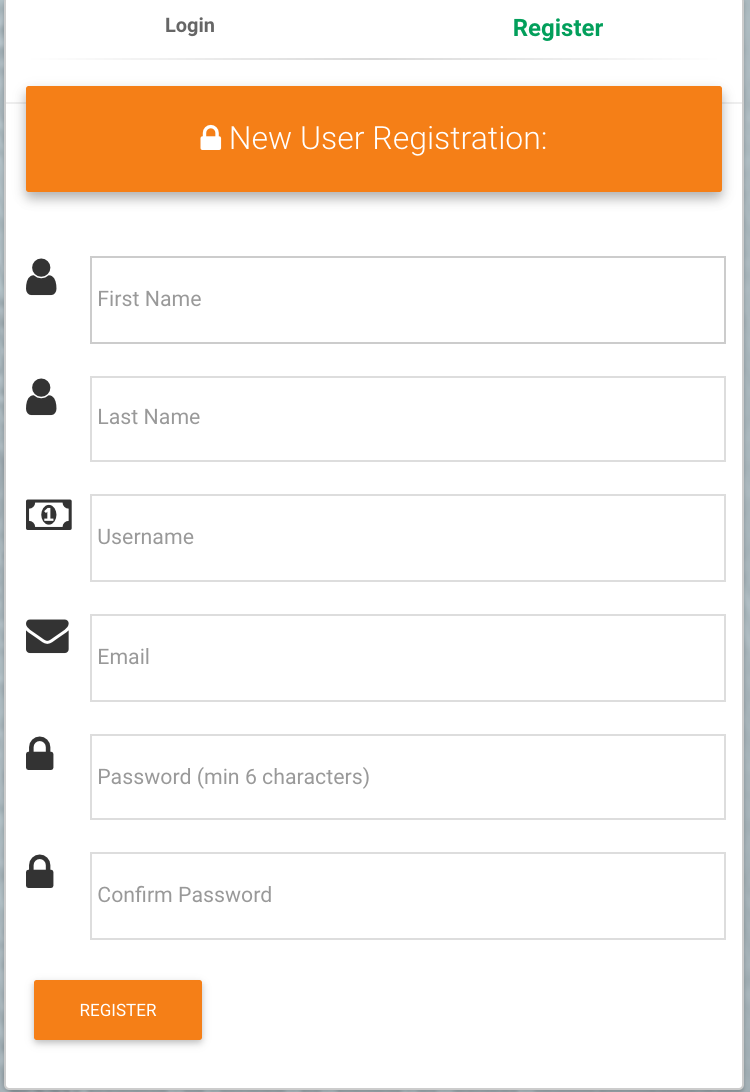 Login
Register
New User Registration:
First Name
Last Name
1
Username
Email
Password (min 6 characters)
Confirm Password
REGISTER